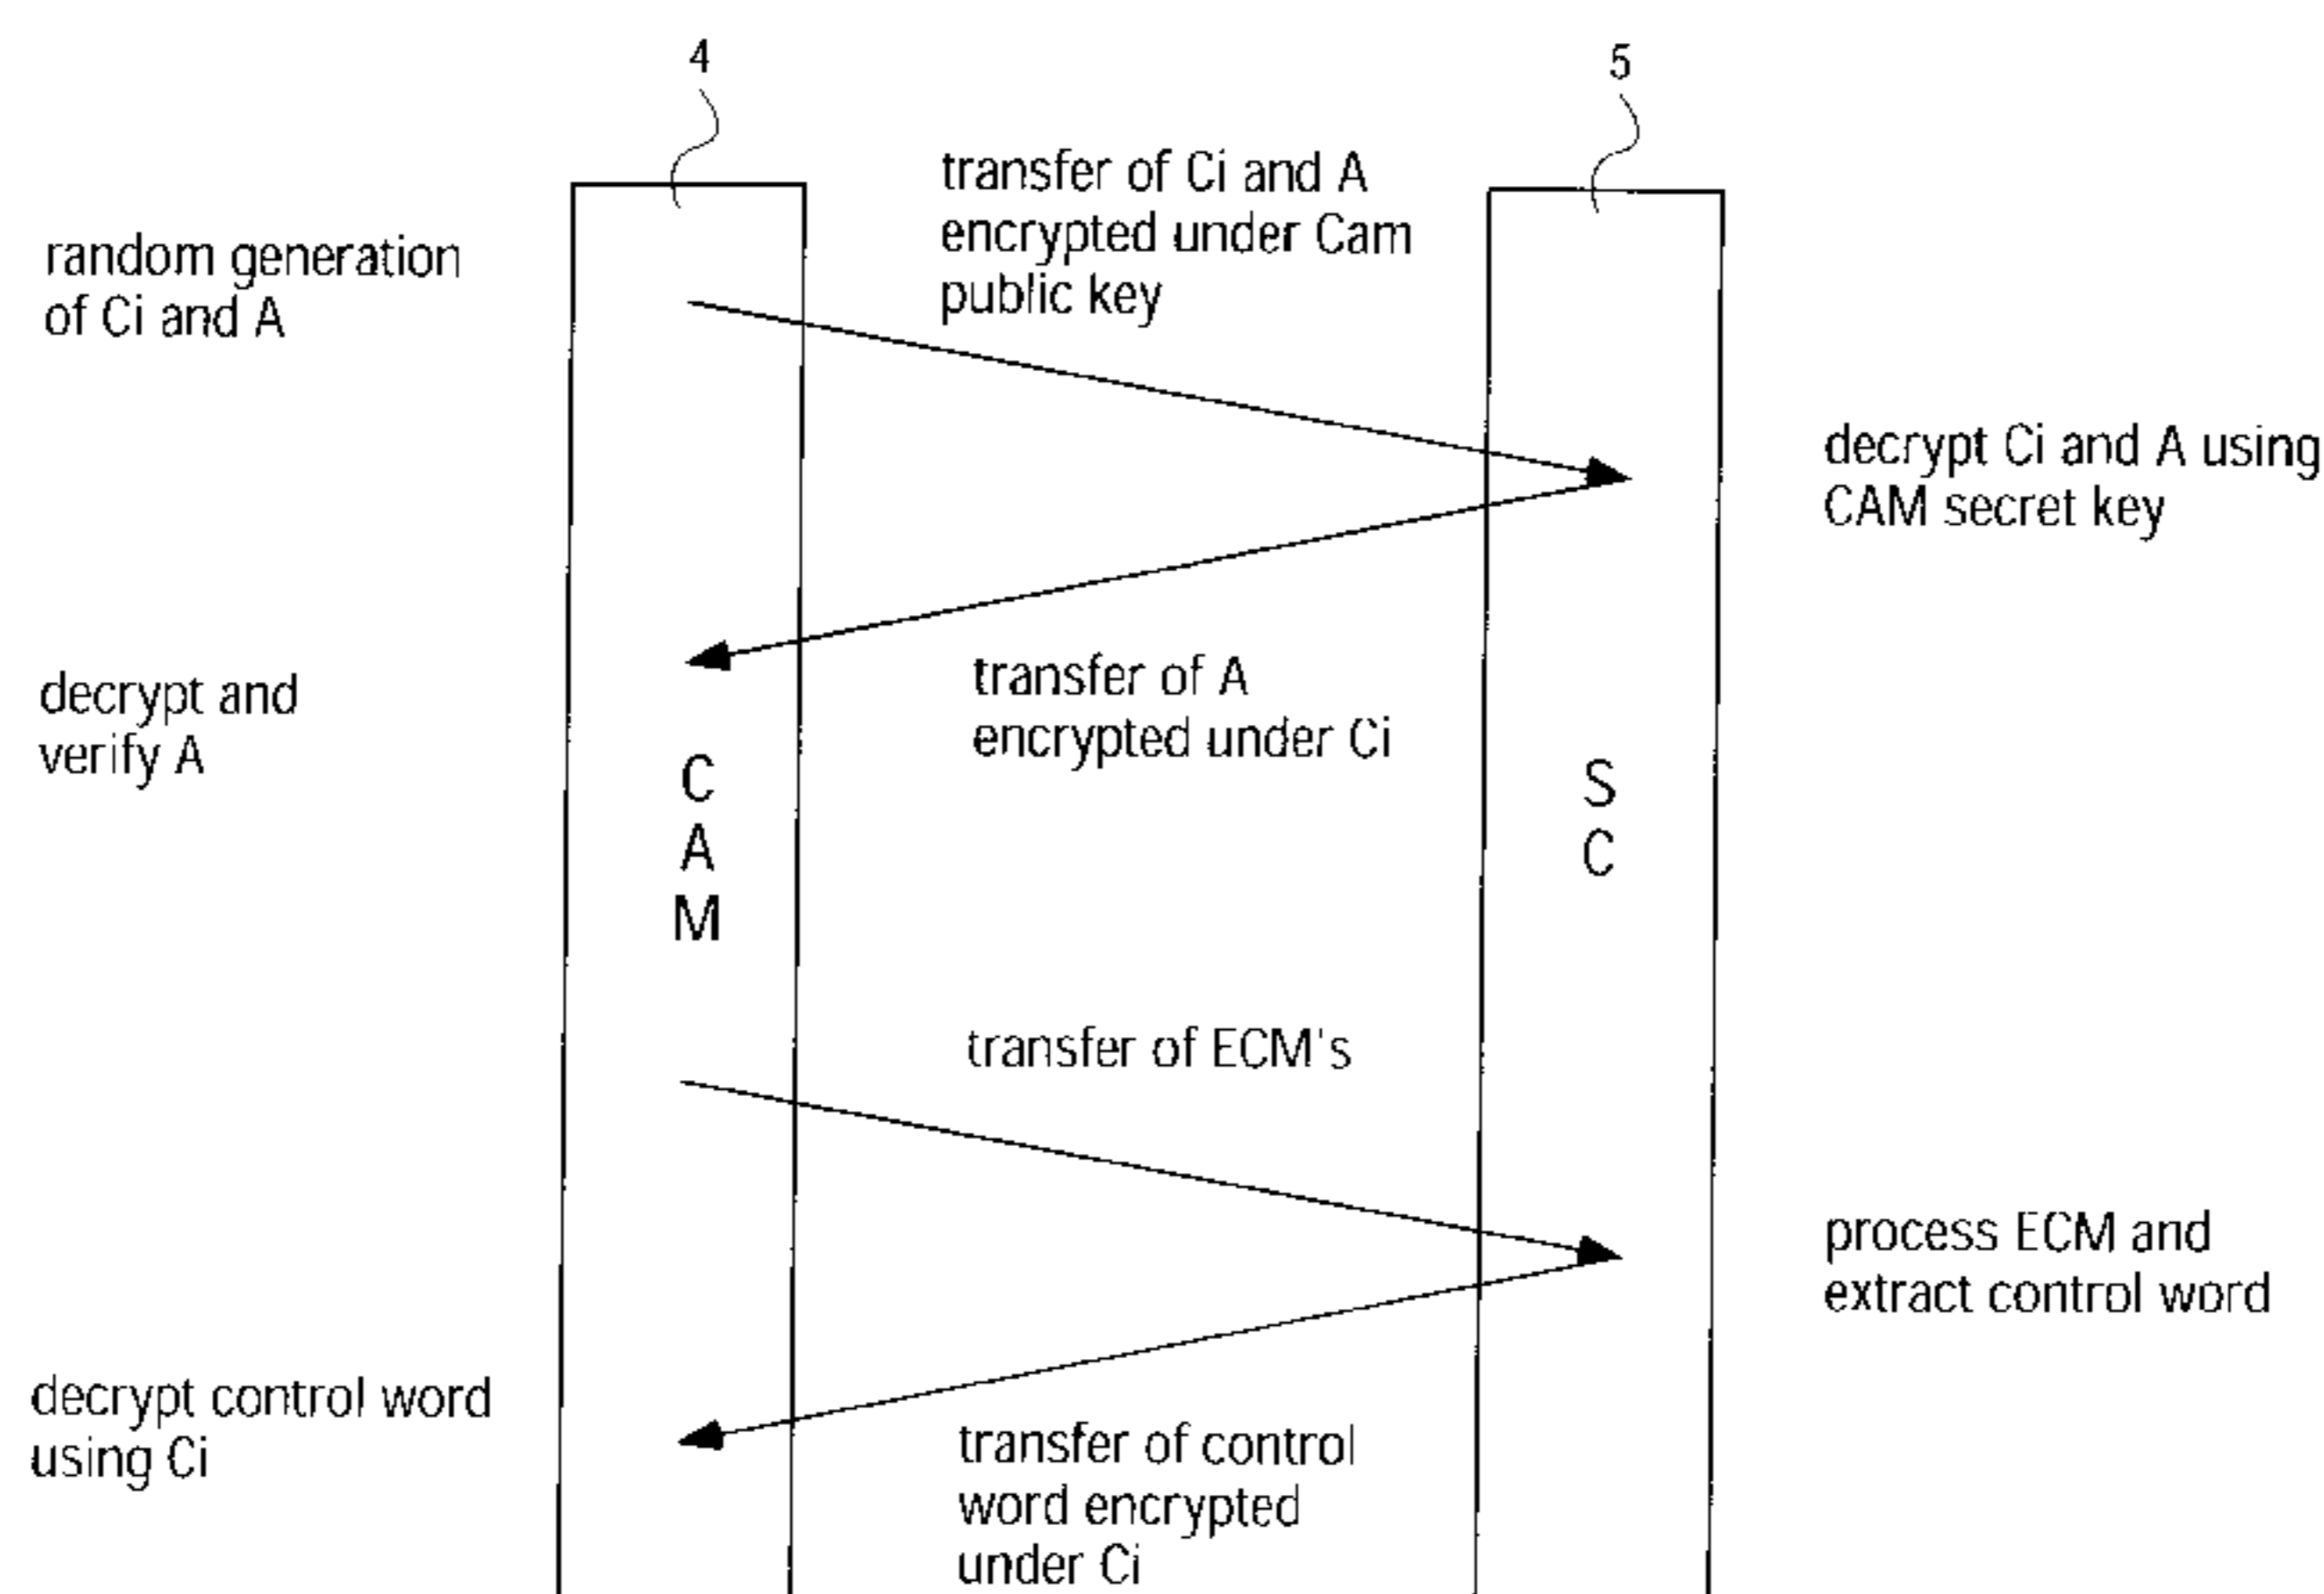 4
5
transfer of Ci and A
encrypted under Cam
public key
random generation
of Ci and A
decrypt Ci and A using
CAM secret key
decrypt and
verify A
transfer of A
encrypted under Ci
C
A
M
S
C
transfer of ECM's
process ECM and
extract control word
decrypt control word
using Ci
transfer of control
word encrypted
under Ci